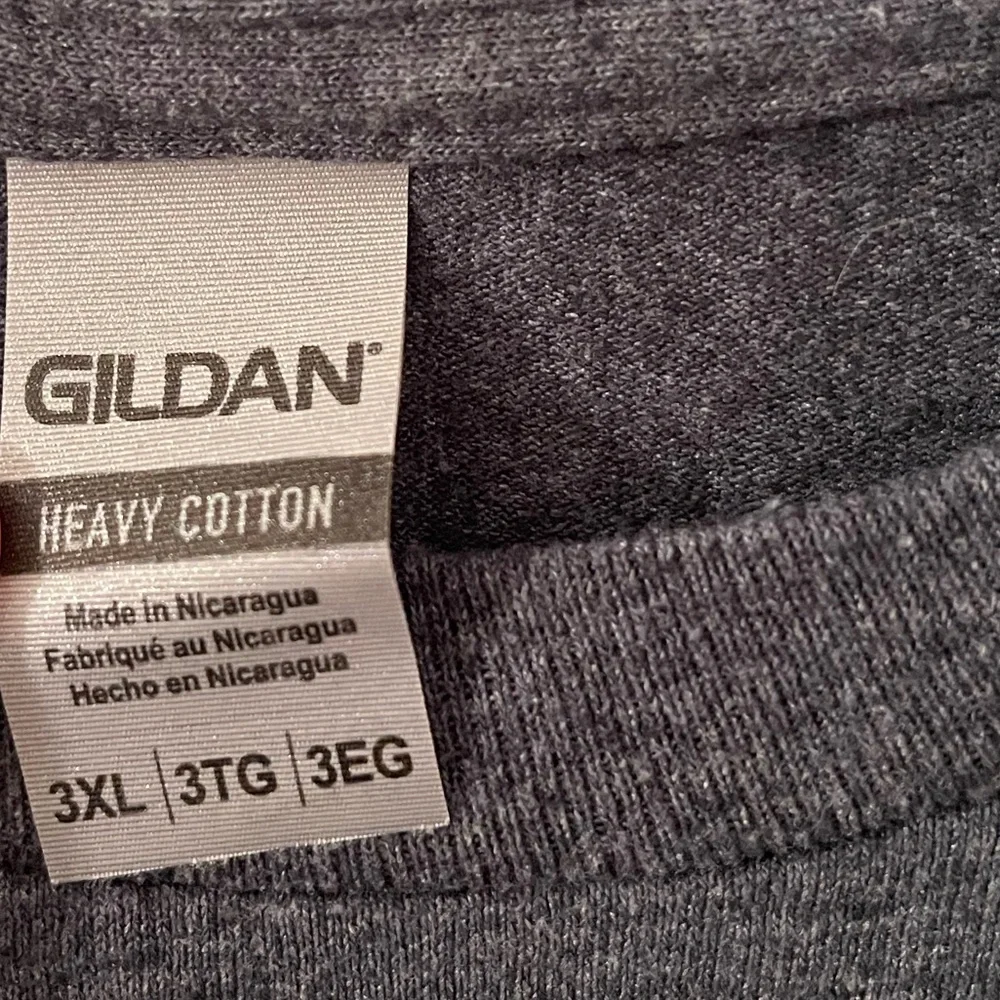 GILDAN®
HEAVY COTTON
Made in Nicaragua
Fabriqué au Nicaragua
Hecho en Nicaragua
3XL | 3TG | 3EG